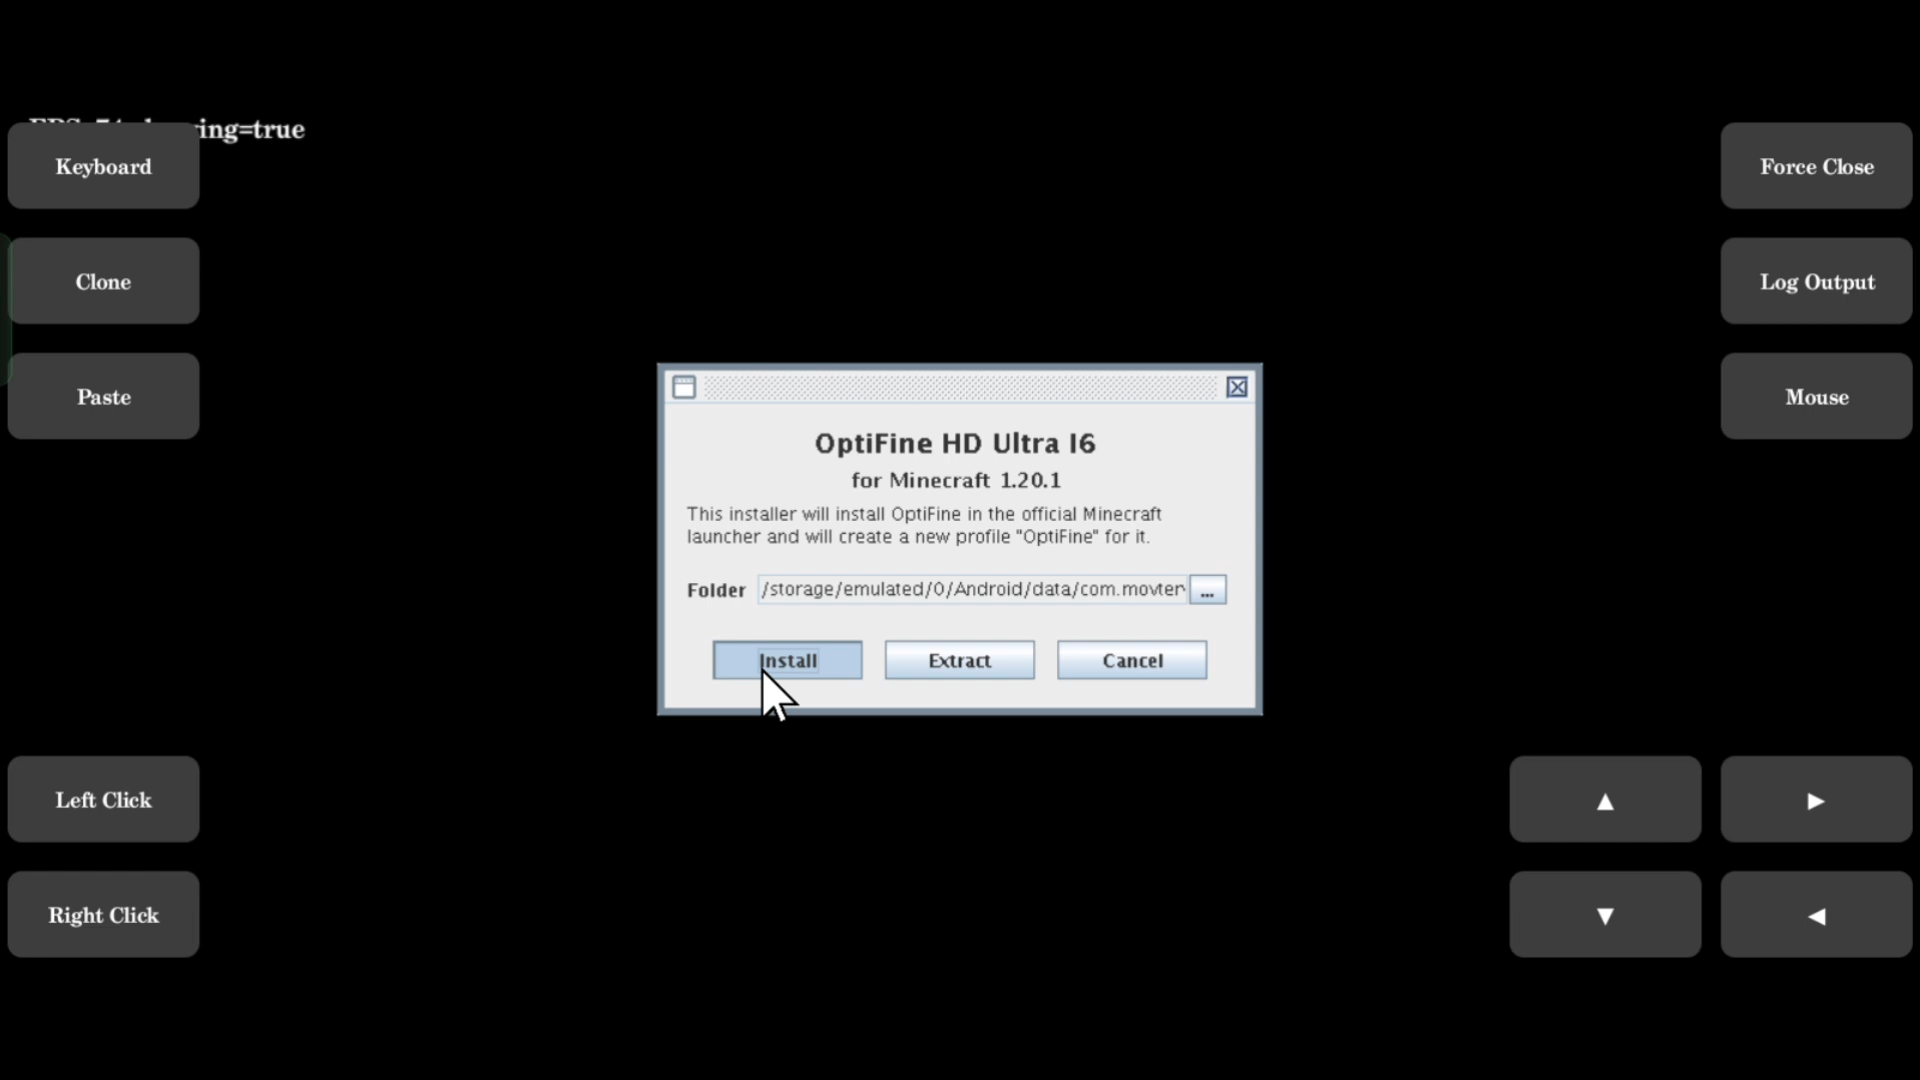 ing=true
Keyboard
Force Close
Clone
Log Output
Paste
Mouse
OptiFine HD Ultra I6
for Minecraft 1.20.1
This installer will install OptiFine in the official Minecraft
launcher and will create a new profile "OptiFine" for it.
Folder /storage/emulated/0/Android/data/com.movter ...
Install Extract Cancel
Left Click
▲ ►
Right Click
▼ ◄